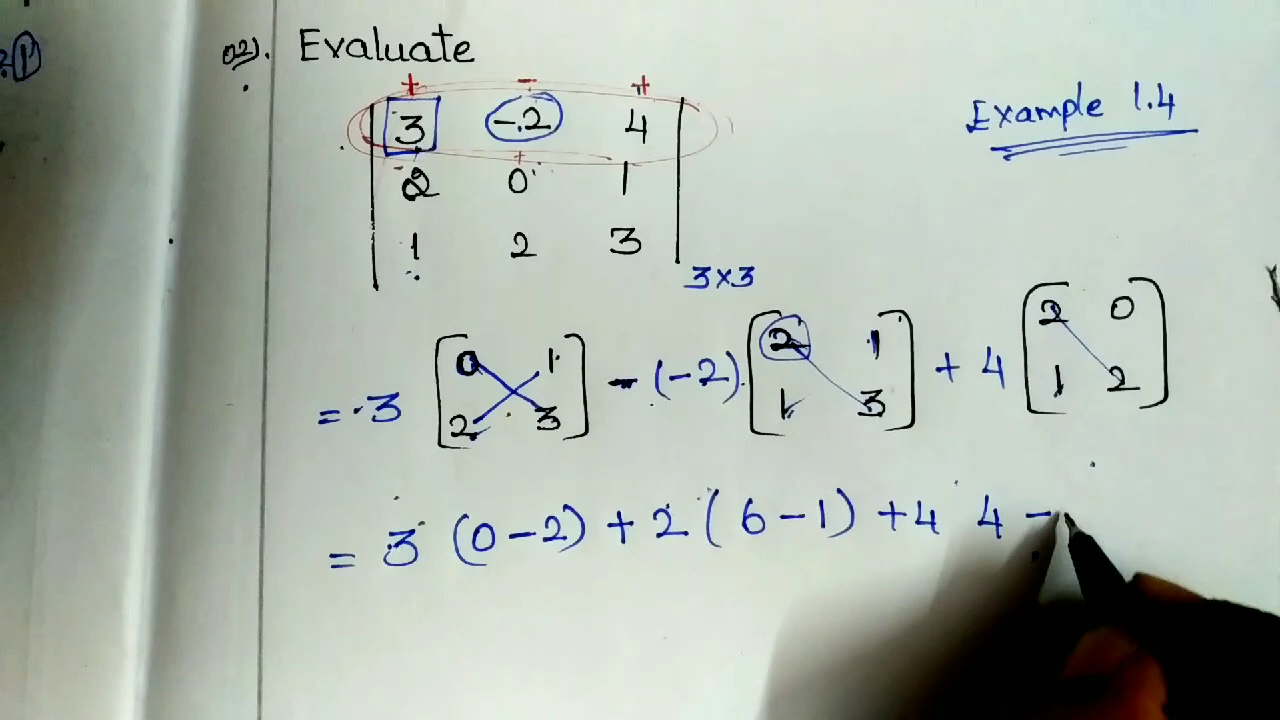 Q2). Evaluate
+ - +
| 3 -2 4 |
Example 1.4
- +
| 2 0 1 |
| 1 2 3 | 3×3
= 3 [ 0 1 ] - (-2) [ 2 1 ] + 4 [ 2 0 ]
[ 2 3 ] [ 1 3 ] [ 1 2 ]
= 3 (0-2) + 2 (6-1) +4 4 -